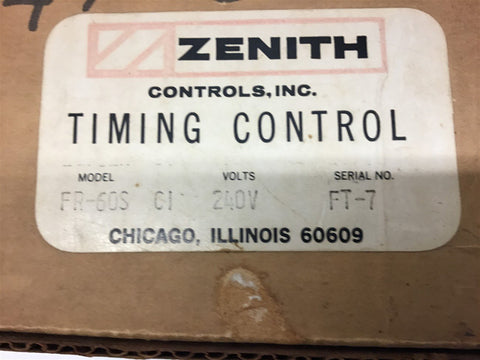 ZENITH
CONTROLS, INC.
TIMING CONTROL
MODEL VOLTS SERIAL NO.
FR-60S C1 240V FT-7
CHICAGO, ILLINOIS 60609